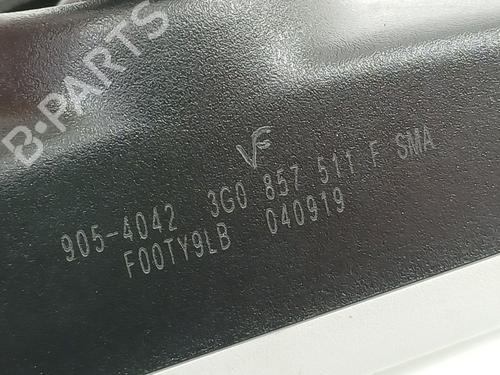 B-PARTS
VF
905-4042 3G0 857 511 F SMA
F00TY9LB 040919